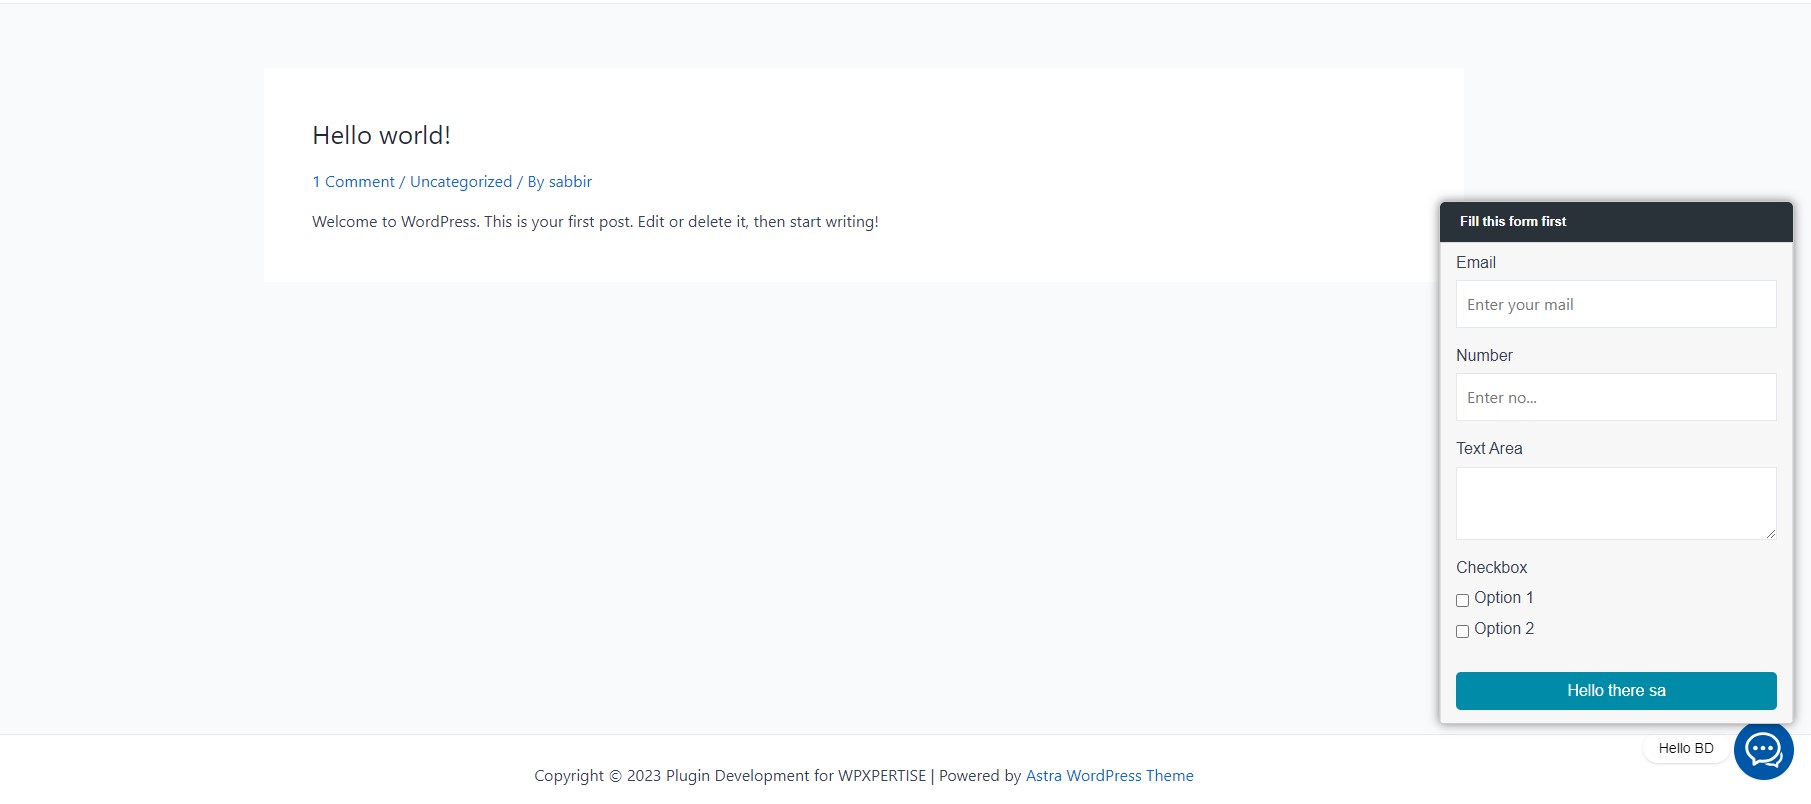 Hello world!
1 Comment / Uncategorized / By sabbir
Welcome to WordPress. This is your first post. Edit or delete it, then start writing!
Fill this form first
Email
Enter your mail
Number
Enter no...
Text Area
Checkbox
Option 1
Option 2
Hello there sa
Hello BD
Copyright © 2023 Plugin Development for WPXPERTISE | Powered by Astra WordPress Theme